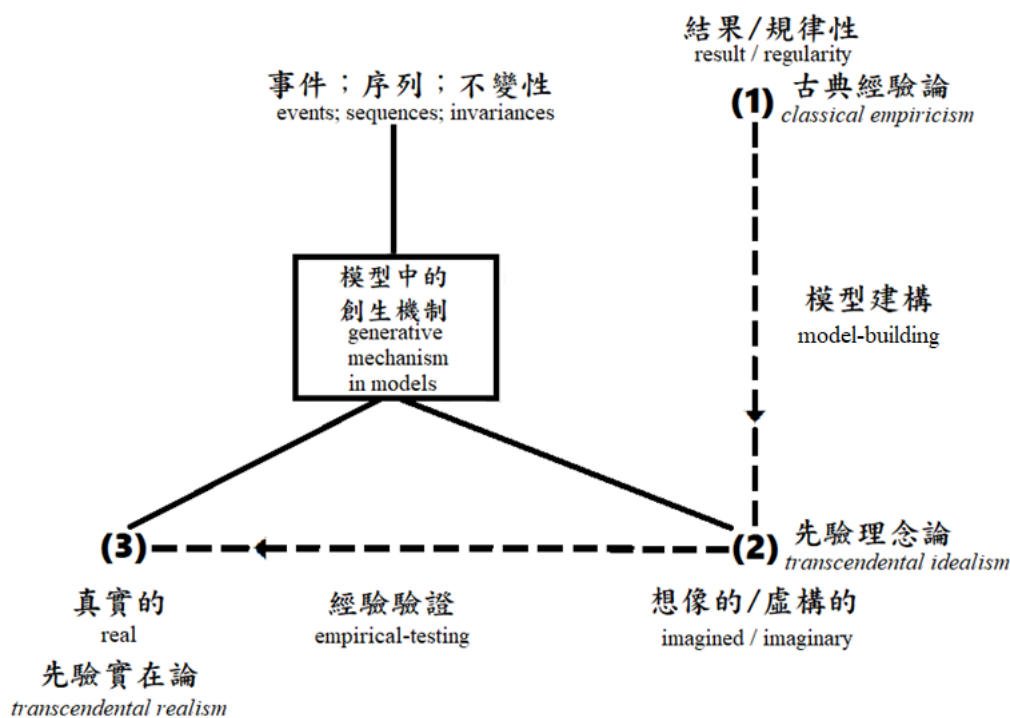 結果/規律性
result / regularity
事件；序列；不變性
events; sequences; invariances
(1)
古典經驗論
classical empiricism
模型中的
創生機制
generative
mechanism
in models
模型建構
model-building
(3)
(2)
先驗理念論
transcendental idealism
真實的
real
經驗驗證
empirical-testing
想像的/虛構的
imagined / imaginary
先驗實在論
transcendental realism